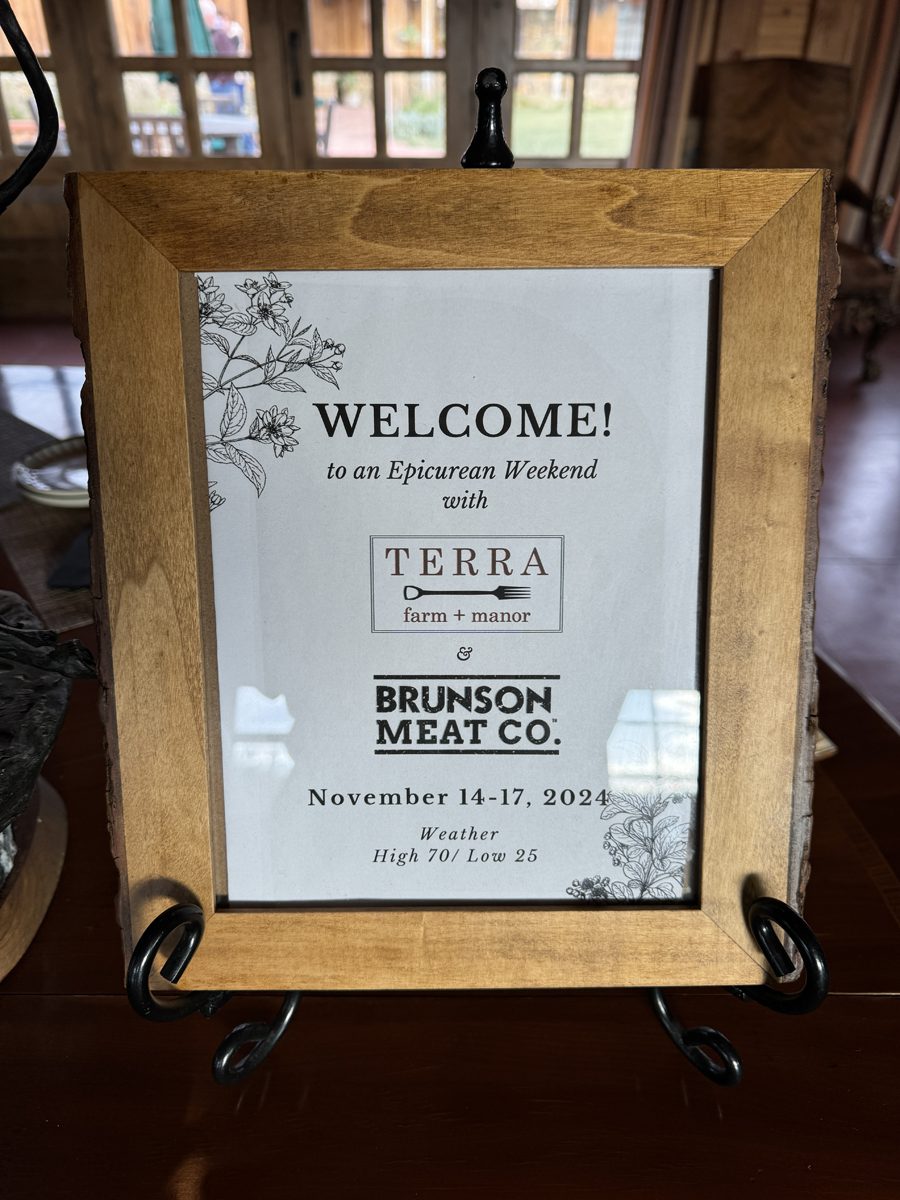 WELCOME!
to an Epicurean Weekend
with
TERRA
farm + manor
&
BRUNSON
MEAT CO.™
November 14-17, 2024
Weather
High 70/ Low 25